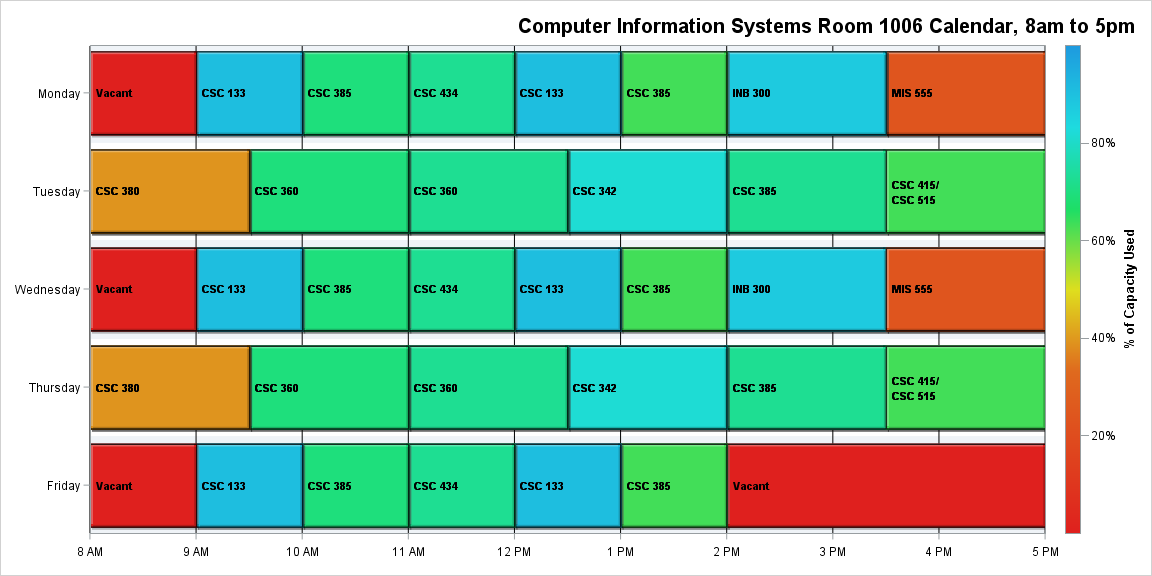 Computer Information Systems Room 1006 Calendar, 8am to 5pm
Monday
Vacant
CSC 133
CSC 385
CSC 434
CSC 133
CSC 385
INB 300
MIS 555
Tuesday
CSC 380
CSC 360
CSC 360
CSC 342
CSC 385
CSC 415/
CSC 515
Wednesday
Vacant
CSC 133
CSC 385
CSC 434
CSC 133
CSC 385
INB 300
MIS 555
Thursday
CSC 380
CSC 360
CSC 360
CSC 342
CSC 385
CSC 415/
CSC 515
Friday
Vacant
CSC 133
CSC 385
CSC 434
CSC 133
CSC 385
Vacant
8 AM
9 AM
10 AM
11 AM
12 PM
1 PM
2 PM
3 PM
4 PM
5 PM
80%
60%
40%
20%
% of Capacity Used